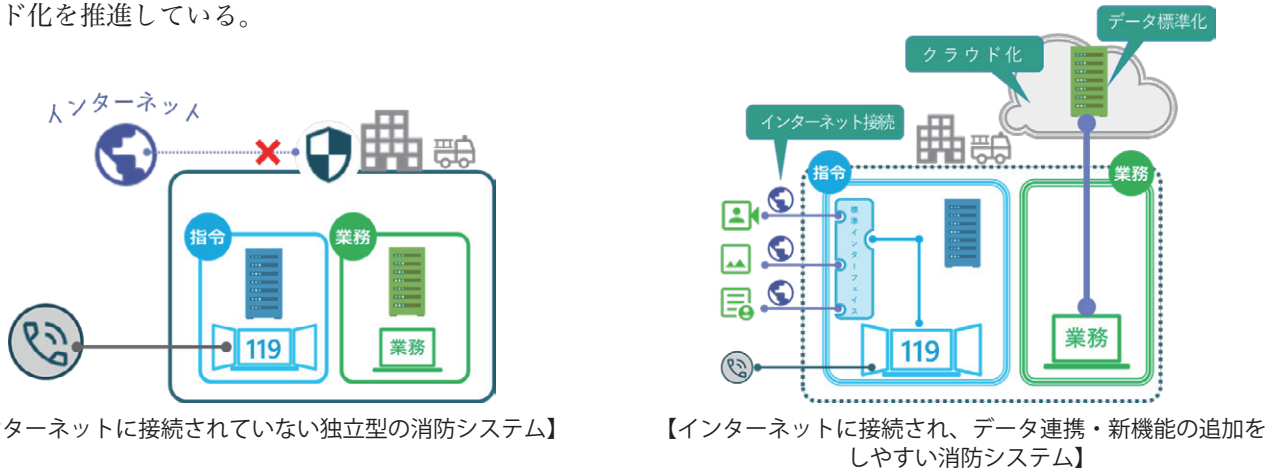 ド化を推進している。
インターネット
指令
業務
119
業務
ターネットに接続されていない独立型の消防システム】
データ標準化
クラウド化
インターネット接続
指令
業務
標準インターフェイス
119
業務
【インターネットに接続され、データ連携・新機能の追加を
しやすい消防システム】